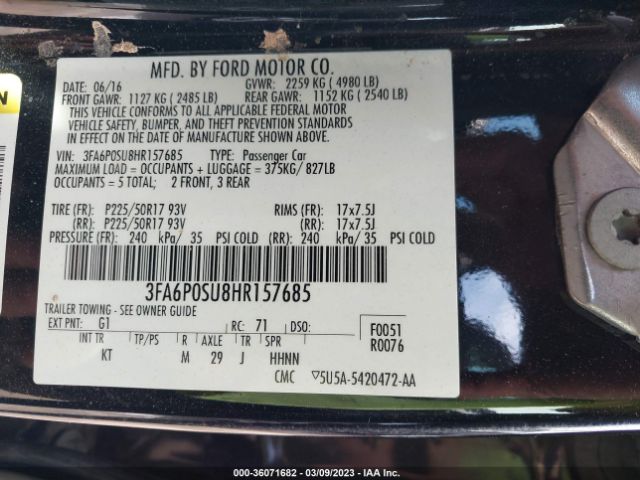 MFD. BY FORD MOTOR CO.
DATE: 06/16 GVWR: 2259 KG ( 4980 LB)
FRONT GAWR: 1127 KG ( 2485 LB) REAR GAWR: 1152 KG ( 2540 LB)
THIS VEHICLE CONFORMS TO ALL APPLICABLE FEDERAL MOTOR
VEHICLE SAFETY, BUMPER, AND THEFT PREVENTION STANDARDS
IN EFFECT ON THE DATE OF MANUFACTURE SHOWN ABOVE.
VIN: 3FA6P0SU8HR157685 TYPE: Passenger Car
MAXIMUM LOAD = OCCUPANTS + LUGGAGE = 375KG/ 827LB
OCCUPANTS = 5 TOTAL; 2 FRONT, 3 REAR
TIRE (FR): P225/50R17 93V RIMS (FR): 17x7.5J
(RR): P225/50R17 93V (RR): 17x7.5J
PRESSURE (FR): 240 kPa/ 35 PSI COLD (RR): 240 kPa/ 35 PSI COLD
3FA6P0SU8HR157685
TRAILER TOWING - SEE OWNER GUIDE
EXT PNT: G1 RC: 71 DSO: F0051
INT TR TP/PS R AXLE TR SPR R0076
KT M 29 J HHNN
CMC ▽5U5A-5420472-AA
000-36071682 / 03/09/2023 / IAA Inc.